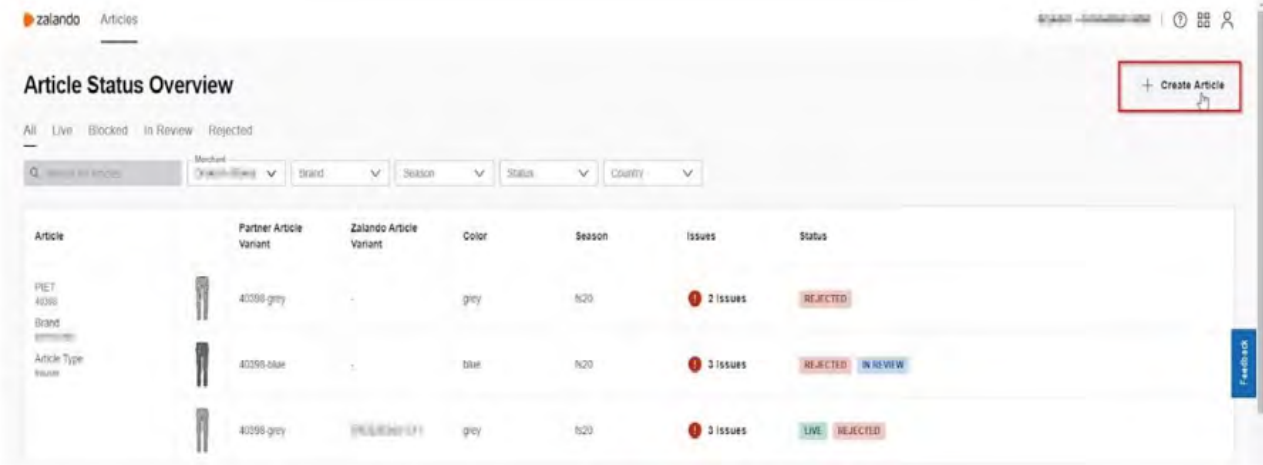 zalando Articles
Article Status Overview
+ Create Article
All Live Blocked In Review Rejected
Merchant
Brand Season Status Country
Article Partner Article Variant Zalando Article Variant Color Season Issues Status
PIET
40398
40398-grey - grey fs20 2 Issues REJECTED
Brand
Article Type
trouser
40398-blue - blue fs20 3 Issues REJECTED IN REVIEW
40398-grey grey fs20 3 Issues LIVE REJECTED
Feedback